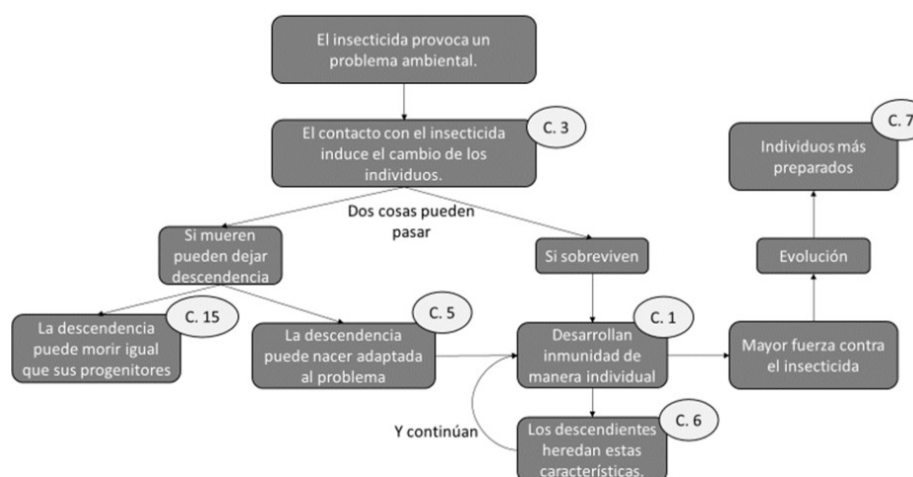 El insecticida provoca un
problema ambiental.
C. 3
El contacto con el insecticida
induce el cambio de los
individuos.
C. 7
Individuos más
preparados
Dos cosas pueden
pasar
Si mueren
pueden dejar
descendencia
Si sobreviven
Evolución
C. 15
La descendencia
puede morir igual
que sus progenitores
C. 5
La descendencia
puede nacer adaptada
al problema
C. 1
Desarrollan
inmunidad de
manera individual
Mayor fuerza contra
el insecticida
Y continúan
C. 6
Los descendientes
heredan estas
características.